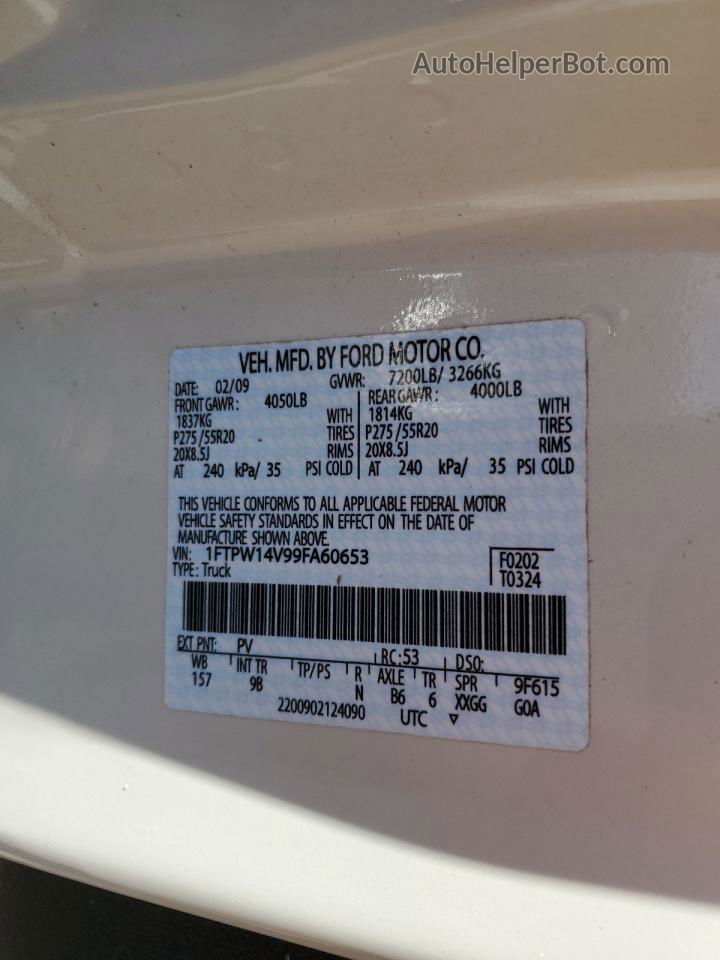 AutoHelperBot.com
VEH. MFD. BY FORD MOTOR CO.
DATE: 02/09 GVWR: 7200LB/ 3266KG
FRONT GAWR: 4050LB REAR GAWR: 4000LB
1837KG WITH 1814KG WITH
P275/55R20 TIRES P275/55R20 TIRES
20X8.5J RIMS 20X8.5J RIMS
AT 240 kPa/ 35 PSI COLD AT 240 kPa/ 35 PSI COLD
THIS VEHICLE CONFORMS TO ALL APPLICABLE FEDERAL MOTOR
VEHICLE SAFETY STANDARDS IN EFFECT ON THE DATE OF
MANUFACTURE SHOWN ABOVE.
VIN: 1FTPW14V99FA60653 F0202
TYPE: Truck T0324
EXT PNT: PV RC: 53 DSO:
WB INT TR TP/PS R AXLE TR SPR 9F615
157 9B N B6 6 XXGG G0A
2200902124090 UTC ▽